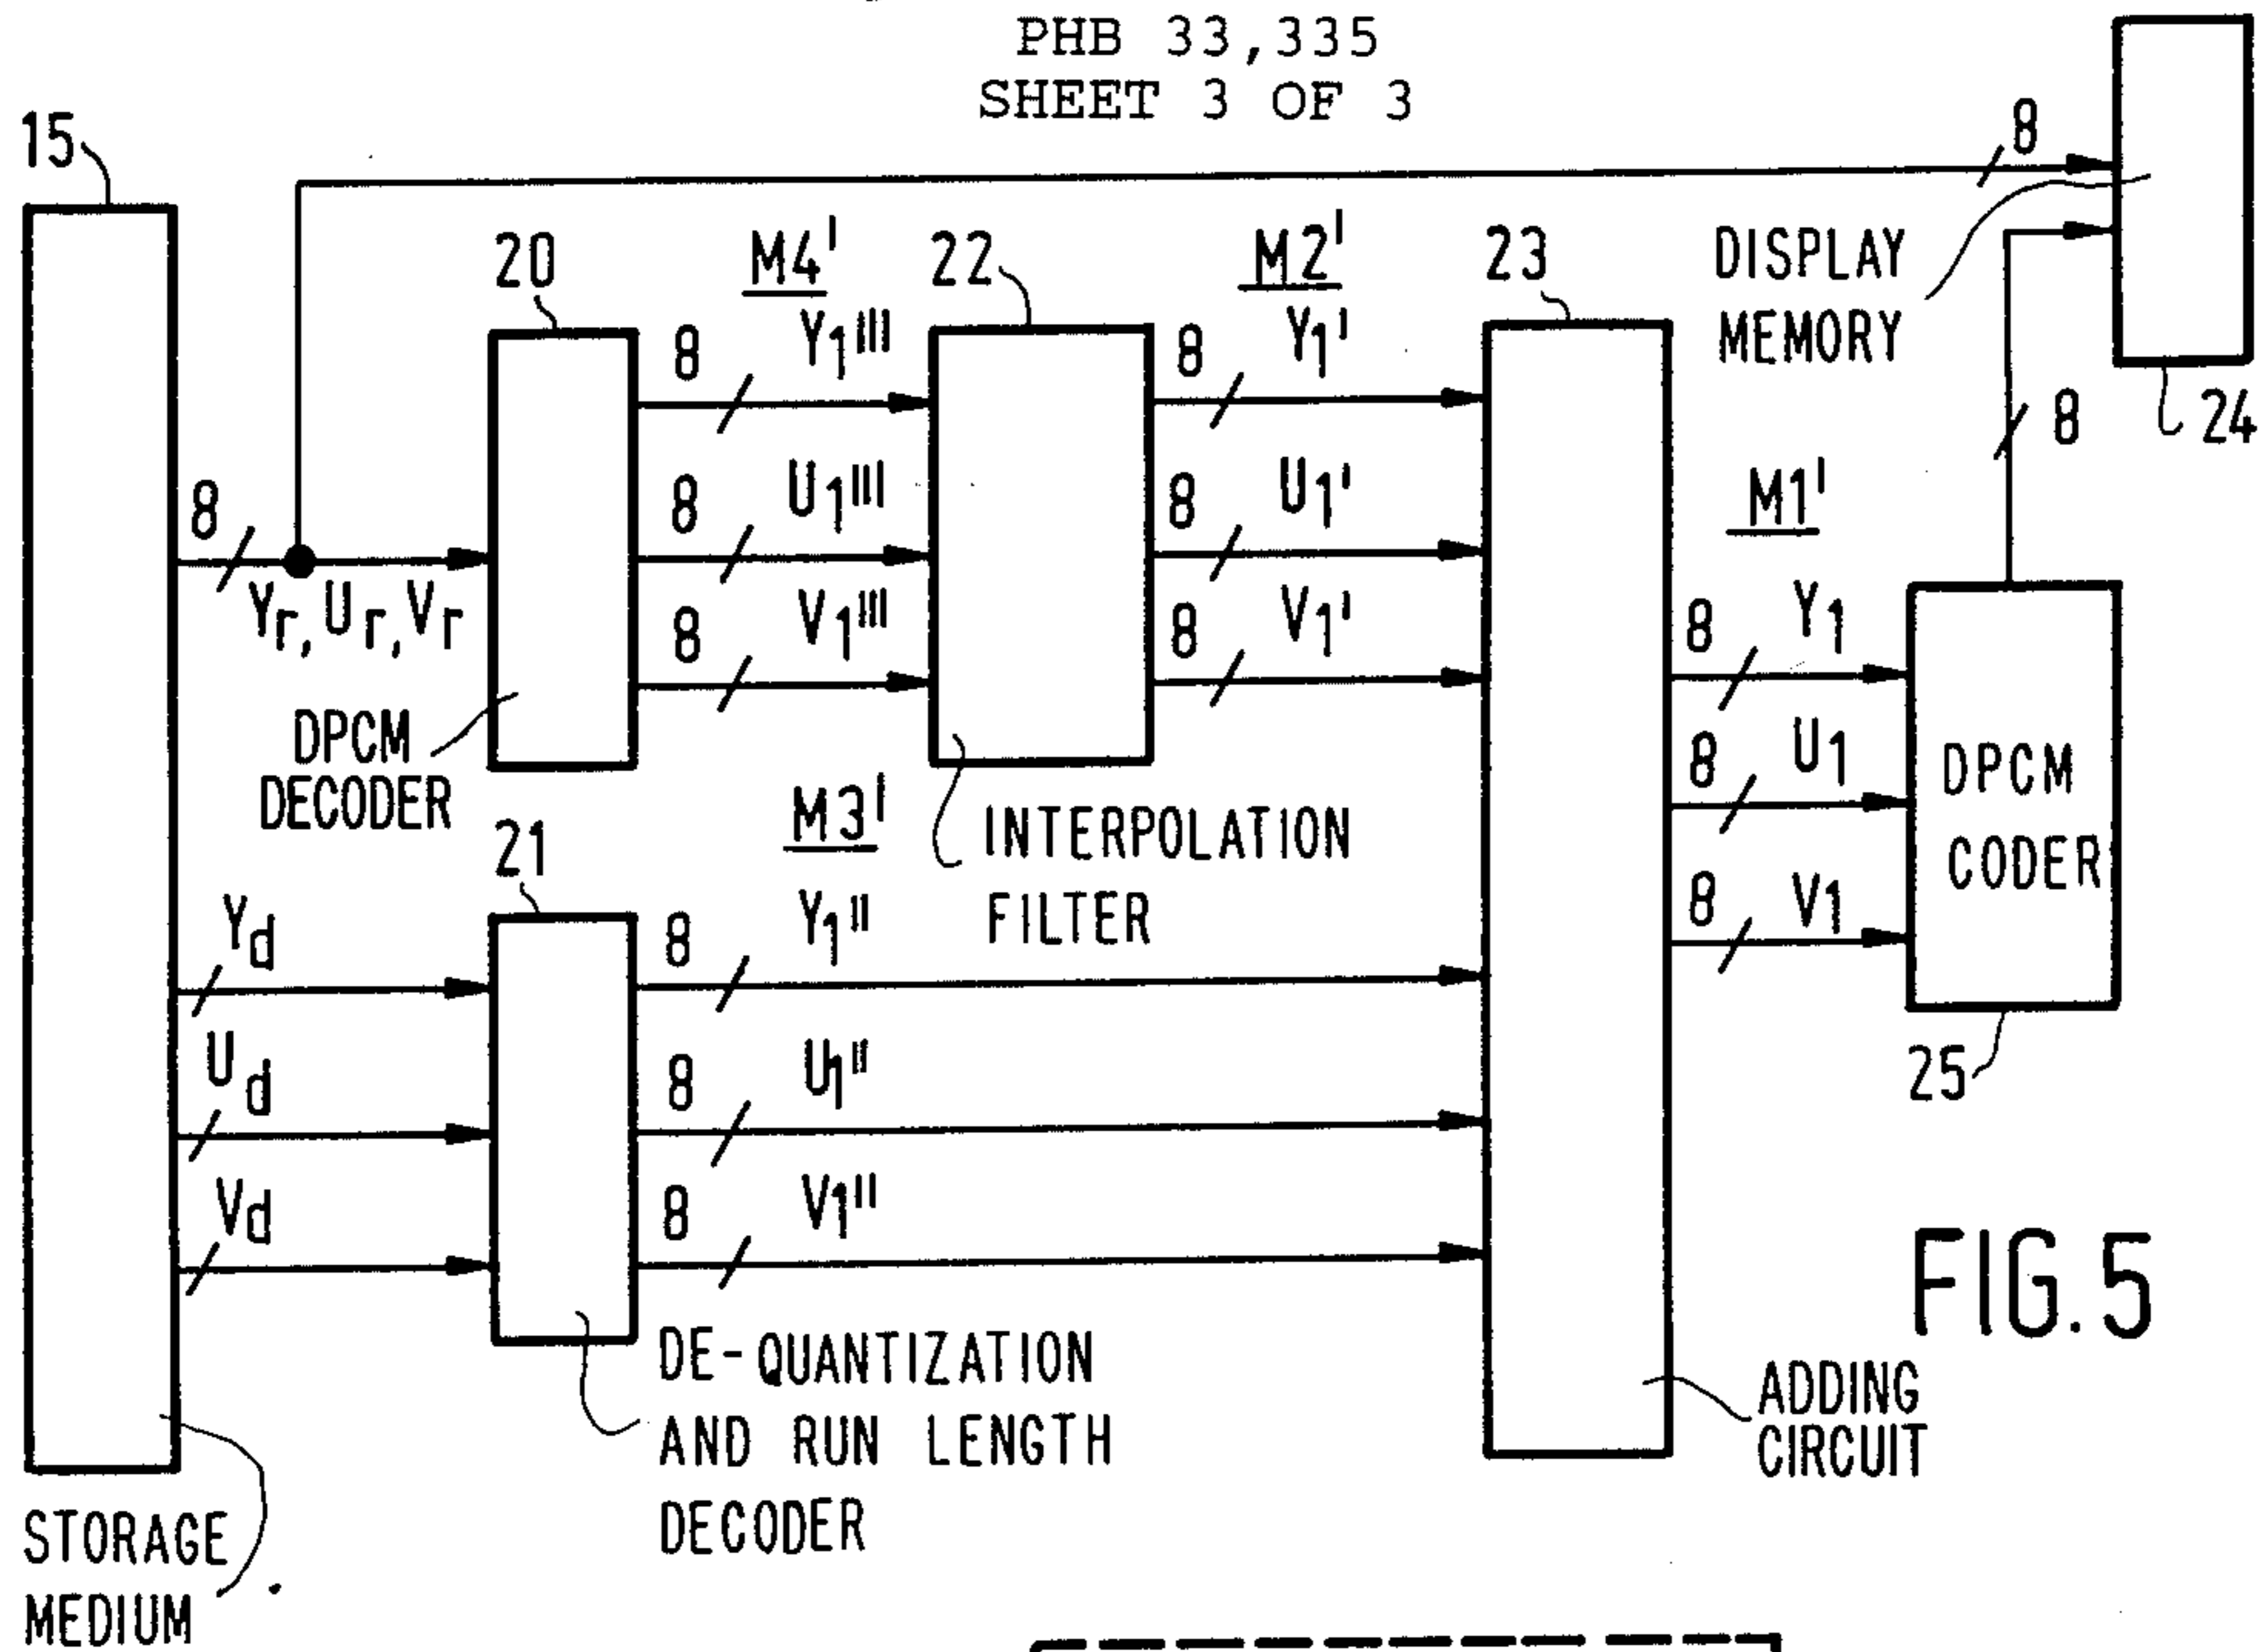 PHB 33,335
SHEET 3 OF 3
15
8
DISPLAY
MEMORY
24
8
20
M4'
22
M2'
23
8 Y1'''
8 Y1'
8 U1'''
8 U1'
8 V1'''
8 V1'
8
Yr, Ur, Vr
DPCM
DECODER
INTERPOLATION
FILTER
M1'
8 Y1
8 U1
8 V1
DPCM
CODER
25
21
M3'
Yd
8 Y1''
Ud
8 U1''
Vd
8 V1''
DE-QUANTIZATION
AND RUN LENGTH
DECODER
ADDING
CIRCUIT
STORAGE
MEDIUM
FIG. 5